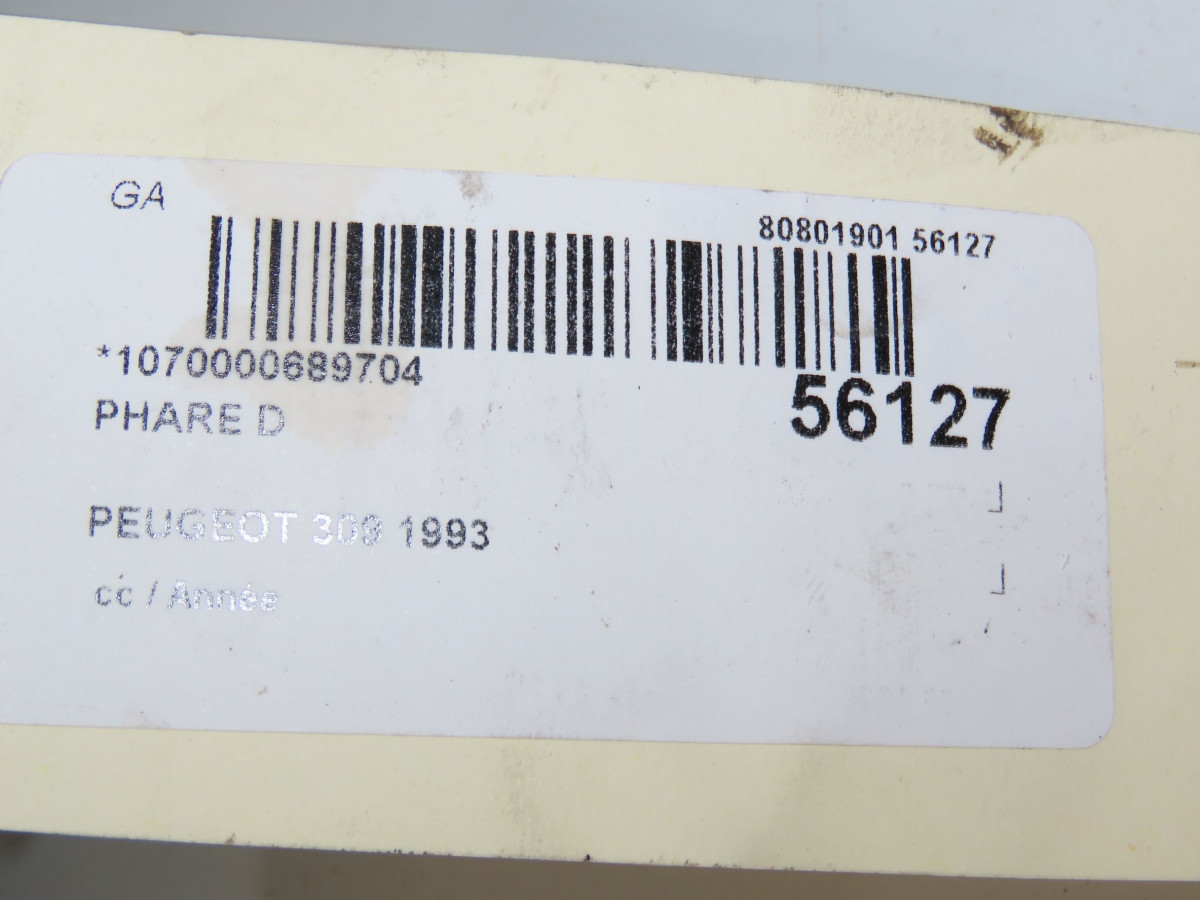 GA
80801901 56127
*1070000689704
56127
PHARE D
PEUGEOT 309 1993
cc / Année